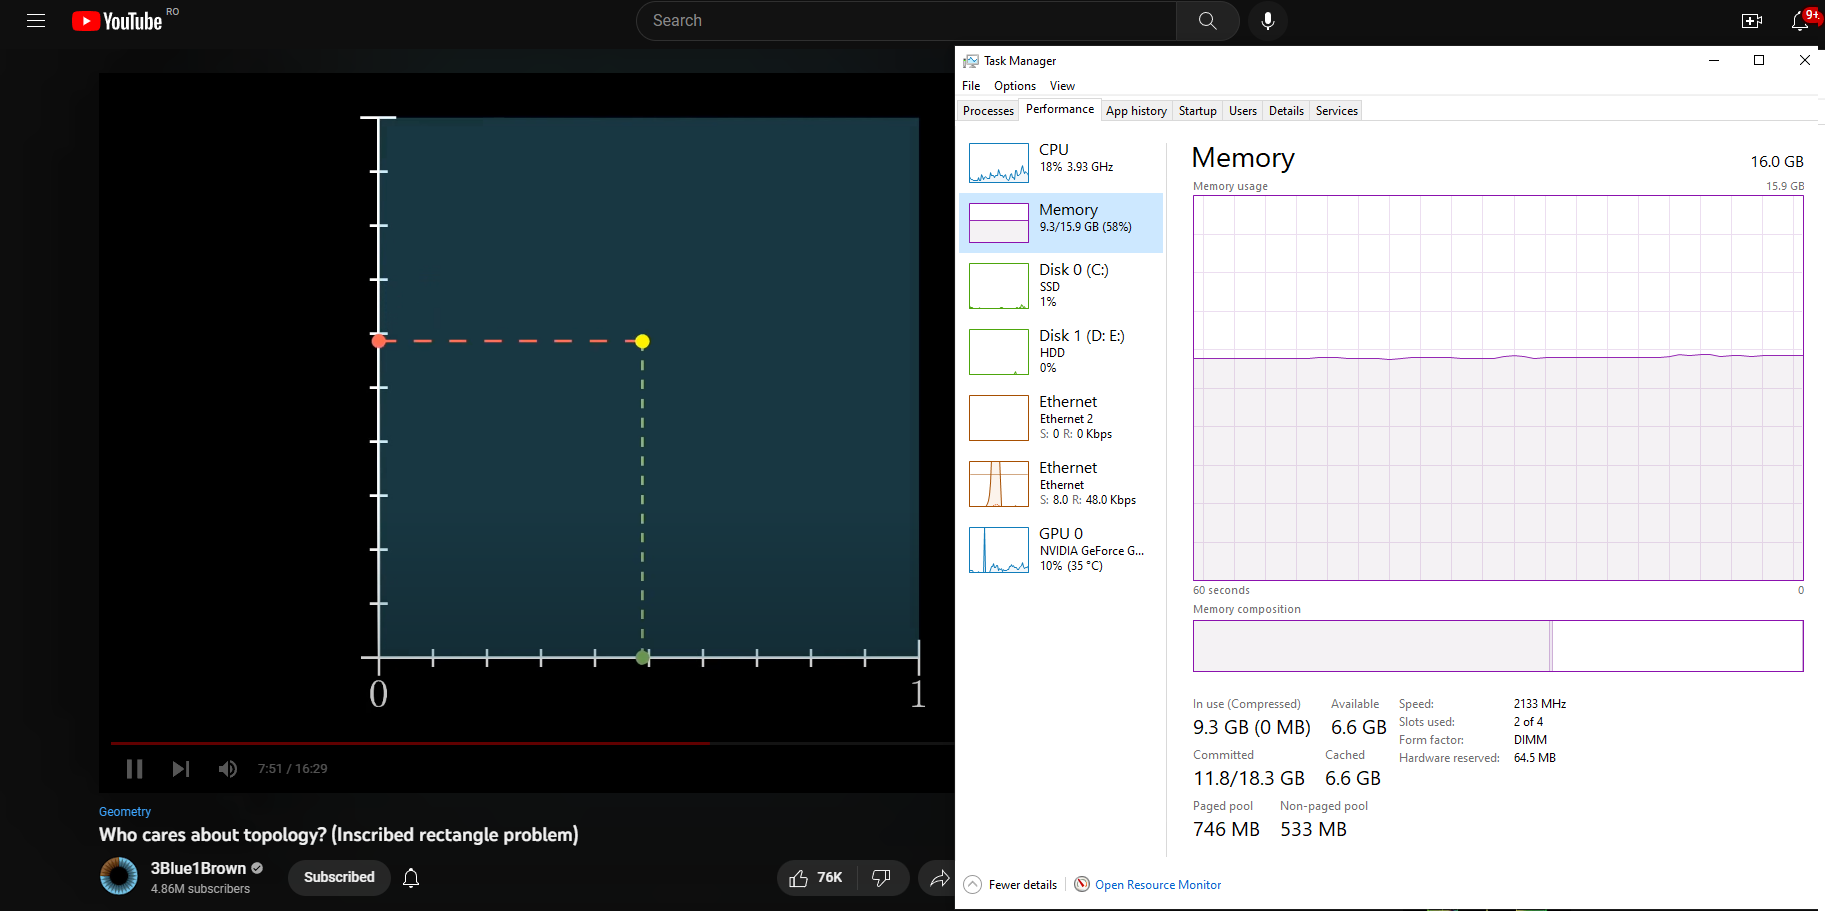 YouTube RO
Search
9+
0
1
7:51 / 16:29
Geometry
Who cares about topology? (Inscribed rectangle problem)
3Blue1Brown
4.86M subscribers
Subscribed
76K
Task Manager
File Options View
Processes Performance App history Startup Users Details Services
CPU
18% 3.93 GHz
Memory
9.3/15.9 GB (58%)
Disk 0 (C:)
SSD
1%
Disk 1 (D: E:)
HDD
0%
Ethernet
Ethernet 2
S: 0 R: 0 Kbps
Ethernet
Ethernet
S: 8.0 R: 48.0 Kbps
GPU 0
NVIDIA GeForce G...
10% (35 °C)
Memory 16.0 GB
Memory usage 15.9 GB
60 seconds 0
Memory composition
In use (Compressed) Available
9.3 GB (0 MB) 6.6 GB
Committed Cached
11.8/18.3 GB 6.6 GB
Paged pool Non-paged pool
746 MB 533 MB
Speed: 2133 MHz
Slots used: 2 of 4
Form factor: DIMM
Hardware reserved: 64.5 MB
Fewer details Open Resource Monitor